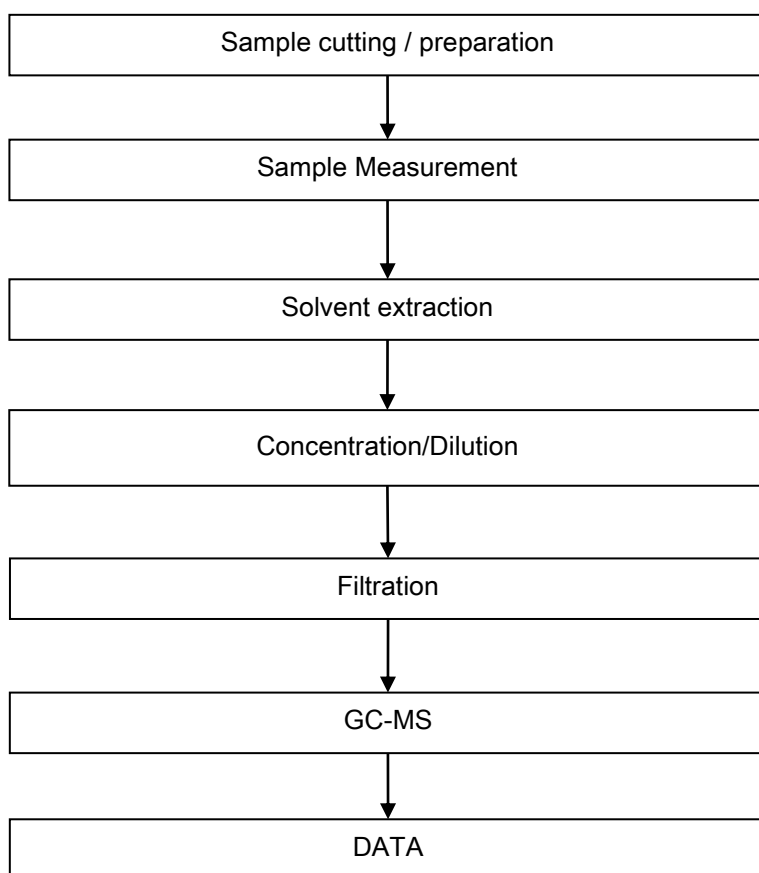 Sample cutting / preparation
Sample Measurement
Solvent extraction
Concentration/Dilution
Filtration
GC-MS
DATA